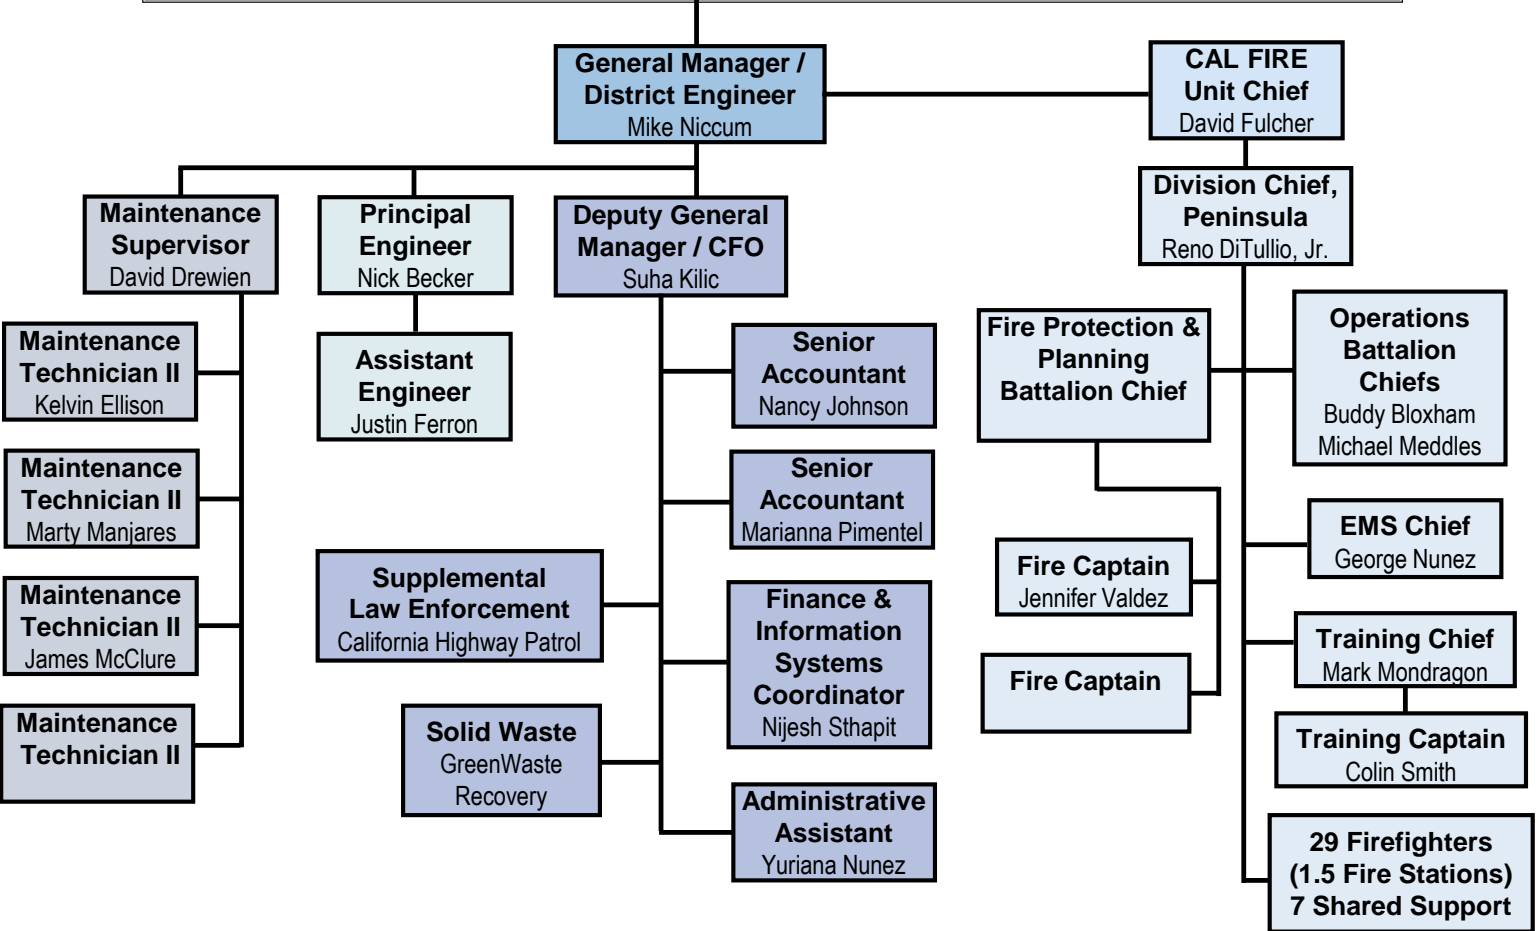 General Manager /
District Engineer
Mike Niccum
CAL FIRE
Unit Chief
David Fulcher
Division Chief,
Peninsula
Reno DiTullio, Jr.
Maintenance
Supervisor
David Drewien
Principal
Engineer
Nick Becker
Deputy General
Manager / CFO
Suha Kilic
Maintenance
Technician II
Kelvin Ellison
Maintenance
Technician II
Marty Manjares
Maintenance
Technician II
James McClure
Maintenance
Technician II
Assistant
Engineer
Justin Ferron
Senior
Accountant
Nancy Johnson
Senior
Accountant
Marianna Pimentel
Supplemental
Law Enforcement
California Highway Patrol
Finance &
Information
Systems
Coordinator
Nijesh Sthapit
Solid Waste
GreenWaste
Recovery
Administrative
Assistant
Yuriana Nunez
Fire Protection &
Planning
Battalion Chief
Operations
Battalion
Chiefs
Buddy Bloxham
Michael Meddles
Fire Captain
Jennifer Valdez
Fire Captain
EMS Chief
George Nunez
Training Chief
Mark Mondragon
Training Captain
Colin Smith
29 Firefighters
(1.5 Fire Stations)
7 Shared Support